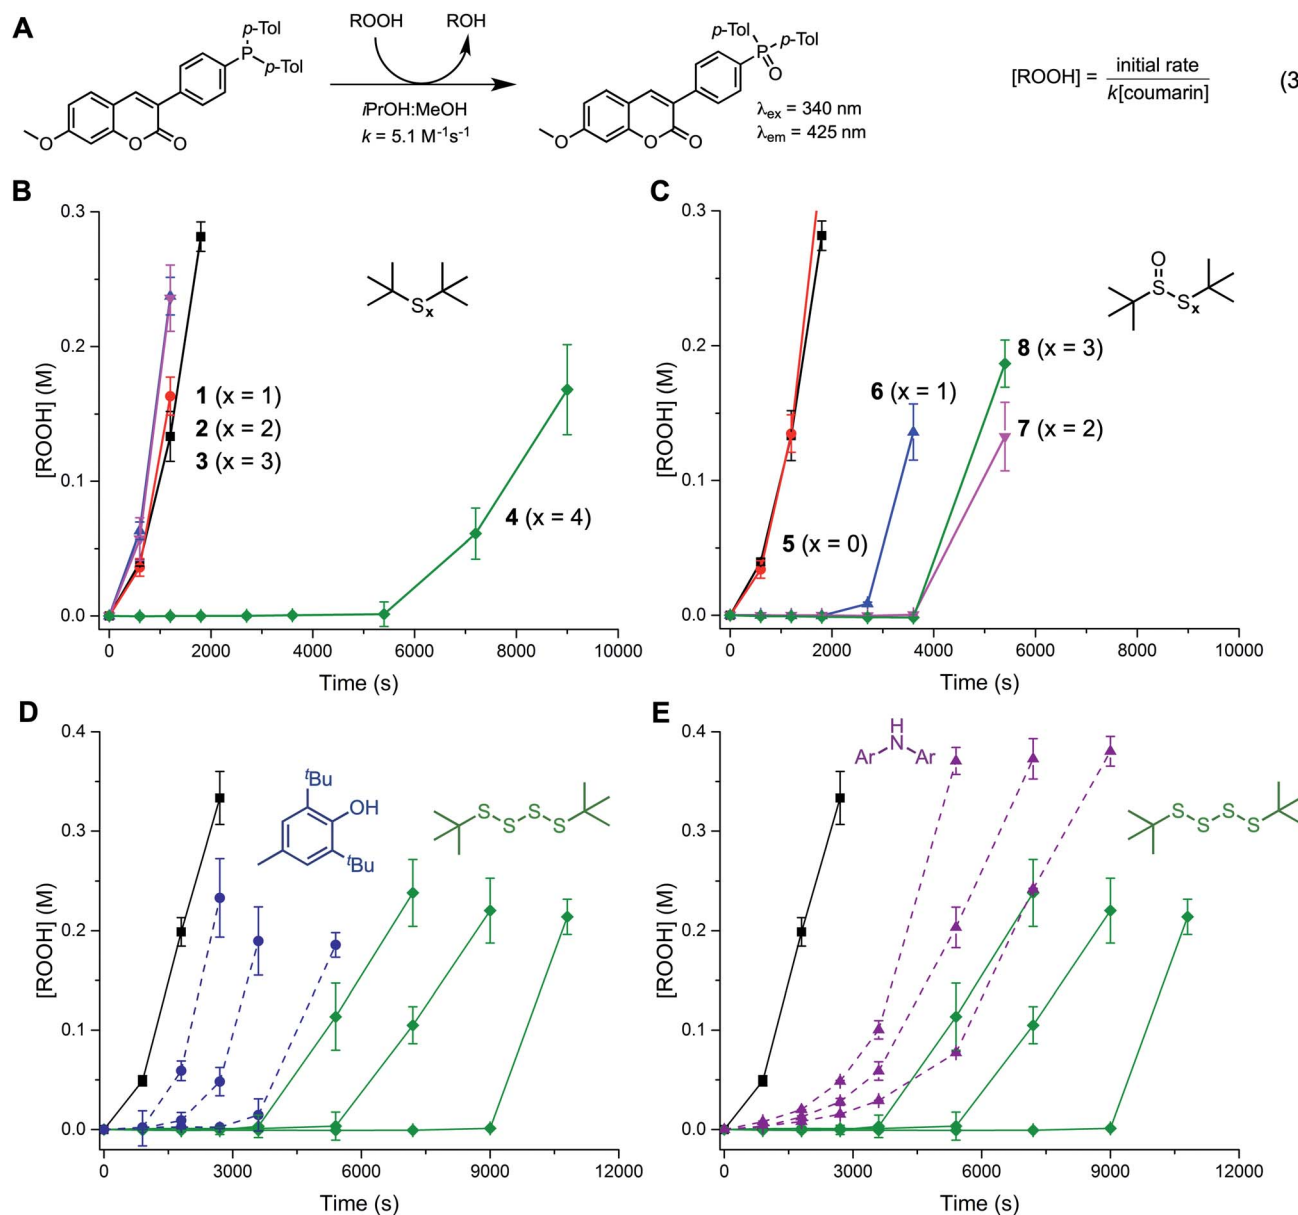 A
ROOH
ROH
p-Tol
P
p-Tol
O
O
O
iPrOH:MeOH
k = 5.1 M⁻¹s⁻¹
p-Tol
p-Tol
P
O
O
O
O
λex = 340 nm
λem = 425 nm
[ROOH] = initial rate
k[coumarin]
(3
B
0.3
0.2
0.1
0.0
[ROOH] (M)
Sx
1 (x = 1)
2 (x = 2)
3 (x = 3)
4 (x = 4)
0 2000 4000 6000 8000 10000
Time (s)
C
0.3
0.2
0.1
0.0
[ROOH] (M)
O
S
Sx
8 (x = 3)
6 (x = 1)
7 (x = 2)
5 (x = 0)
0 2000 4000 6000 8000 10000
Time (s)
D
0.4
0.3
0.2
0.1
0.0
[ROOH] (M)
tBu
OH
tBu
S S S S
0 3000 6000 9000 12000
Time (s)
E
0.4
0.3
0.2
0.1
0.0
[ROOH] (M)
H
Ar N Ar
S S S S
0 3000 6000 9000 12000
Time (s)